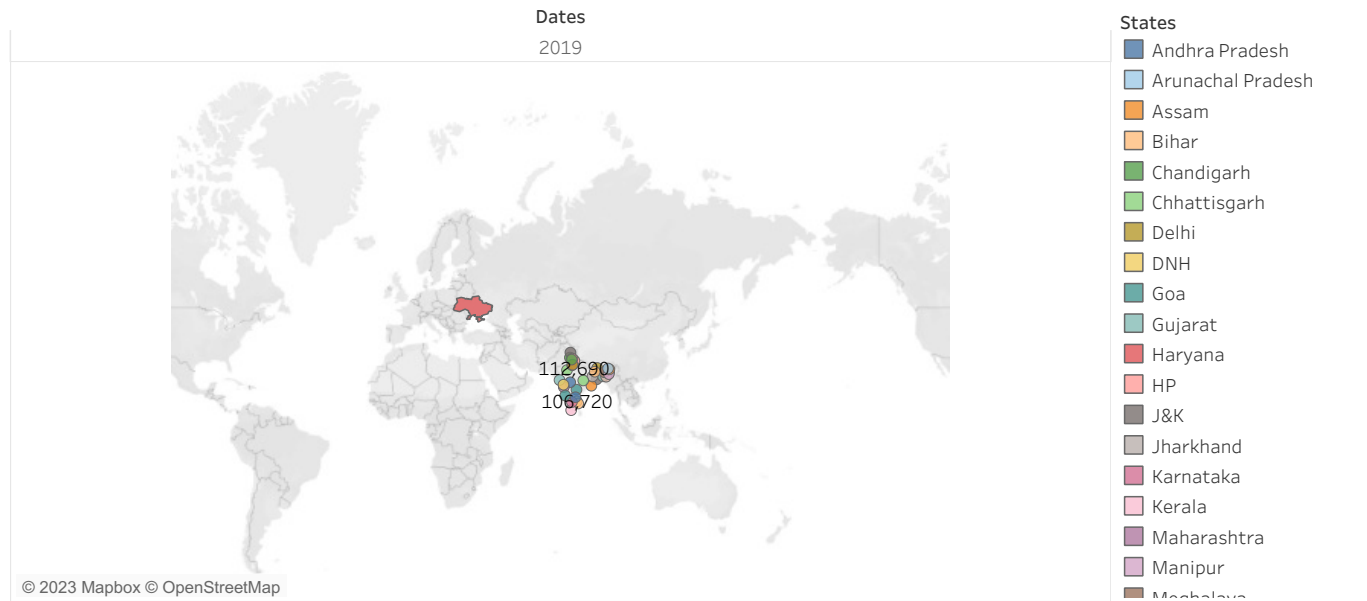 Dates
2019
112,690
106,720
© 2023 Mapbox © OpenStreetMap
States
Andhra Pradesh
Arunachal Pradesh
Assam
Bihar
Chandigarh
Chhattisgarh
Delhi
DNH
Goa
Gujarat
Haryana
HP
J&K
Jharkhand
Karnataka
Kerala
Maharashtra
Manipur
Meghalaya